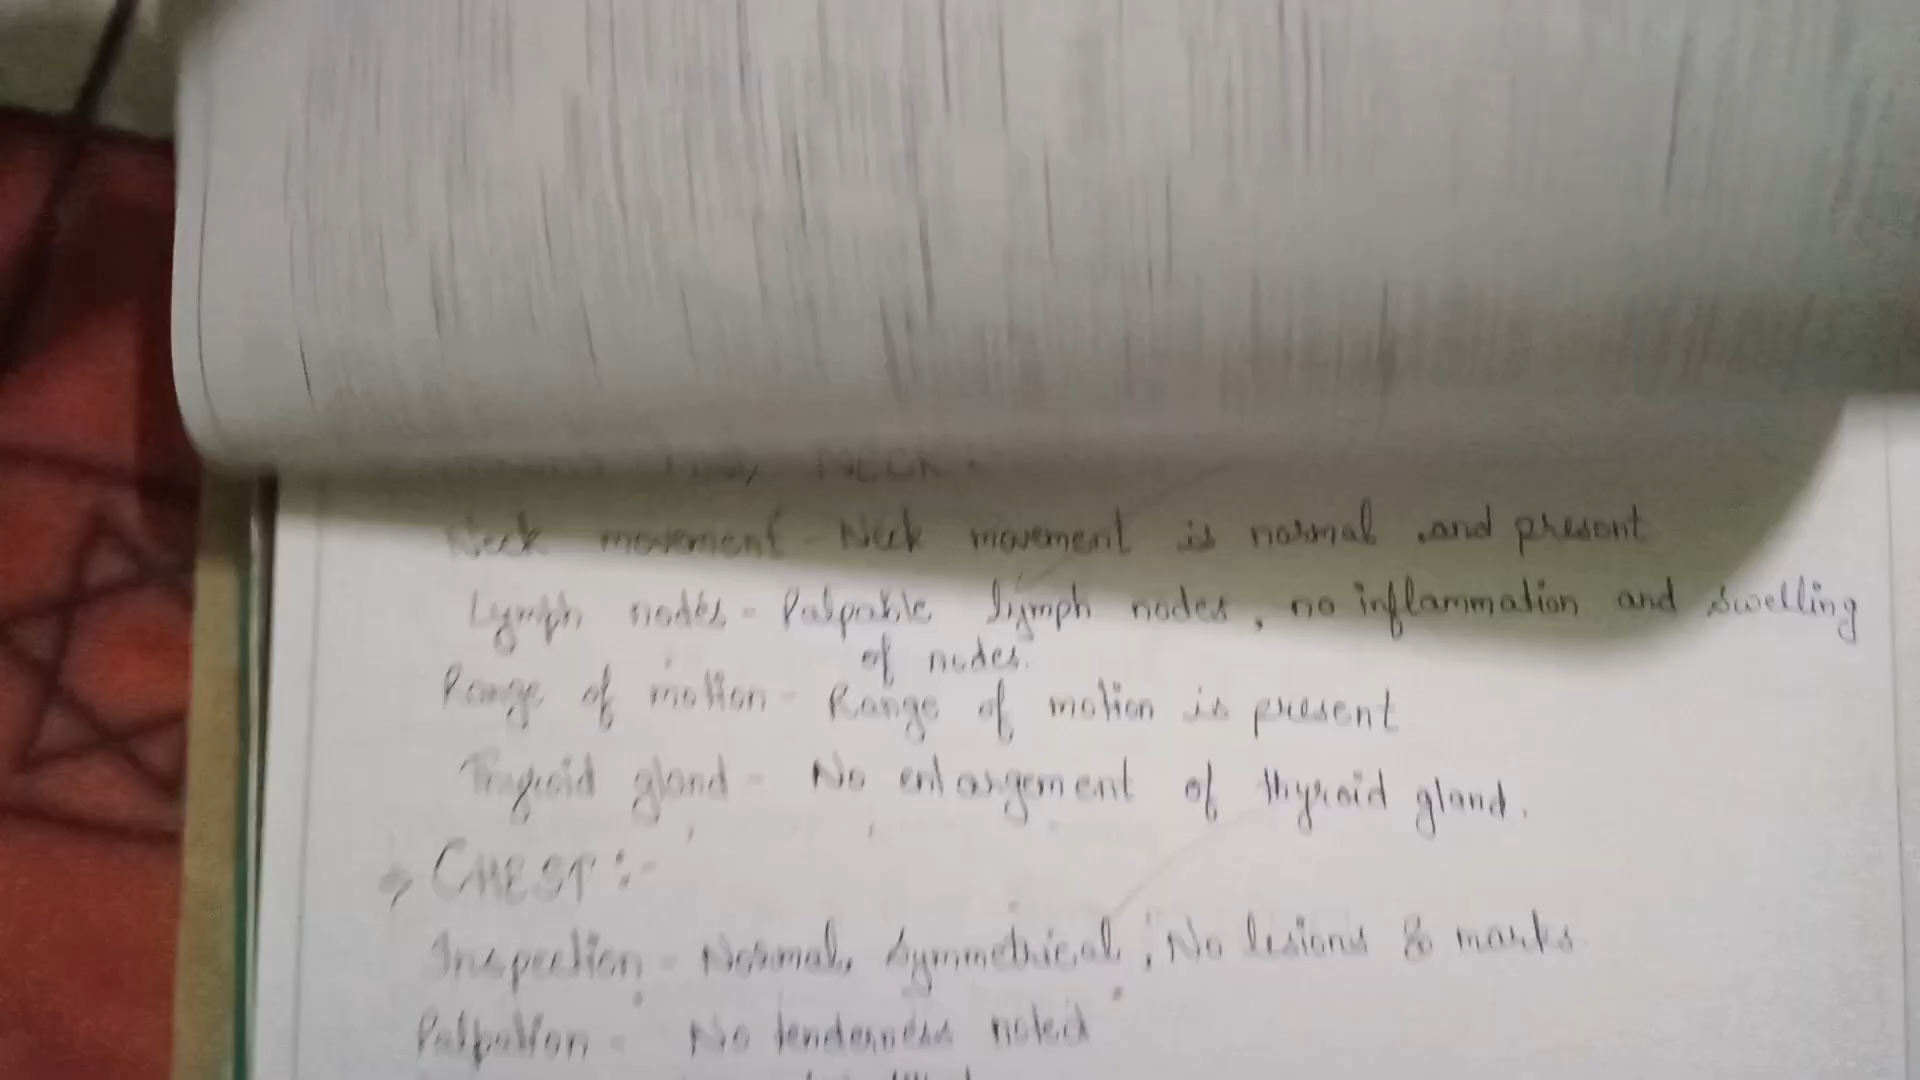 NECK:
Neck movement - Neck movement is normal and present
Lymph nodes - Palpable lymph nodes, no inflammation and swelling
of nodes.
Range of motion - Range of motion is present
Thyroid gland - No enlargement of thyroid gland.
⇒ CHEST :-
Inspection - Normal, Symmetrical, No lesions & marks
Palpation - No tenderness noted